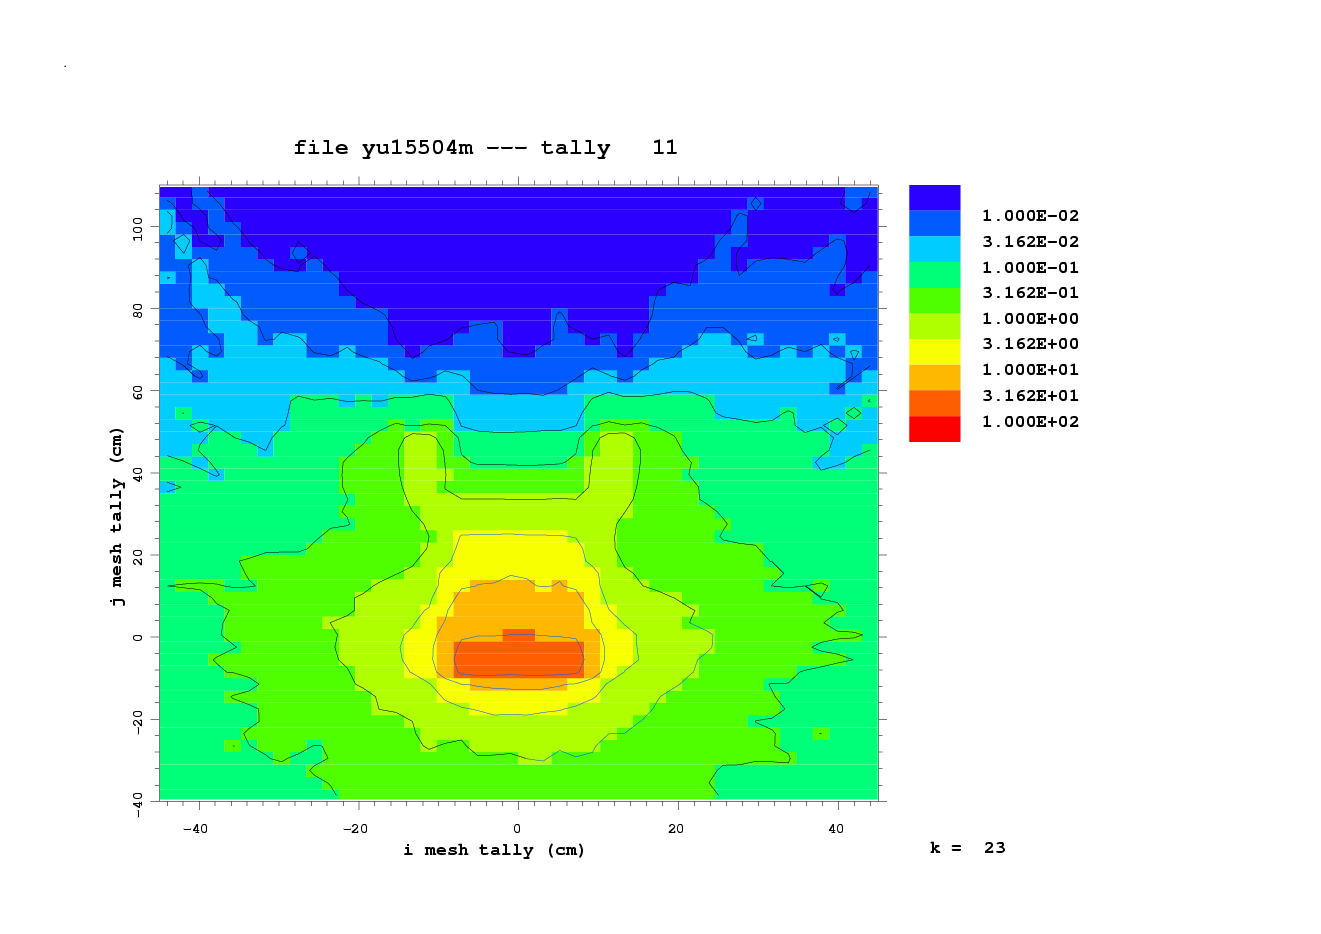 file yu15504m --- tally 11
1.000E-02
3.162E-02
1.000E-01
3.162E-01
1.000E+00
3.162E+00
1.000E+01
3.162E+01
1.000E+02
100
80
60
40
20
0
-20
-40
j mesh tally (cm)
-40 -20 0 20 40
i mesh tally (cm)
k = 23